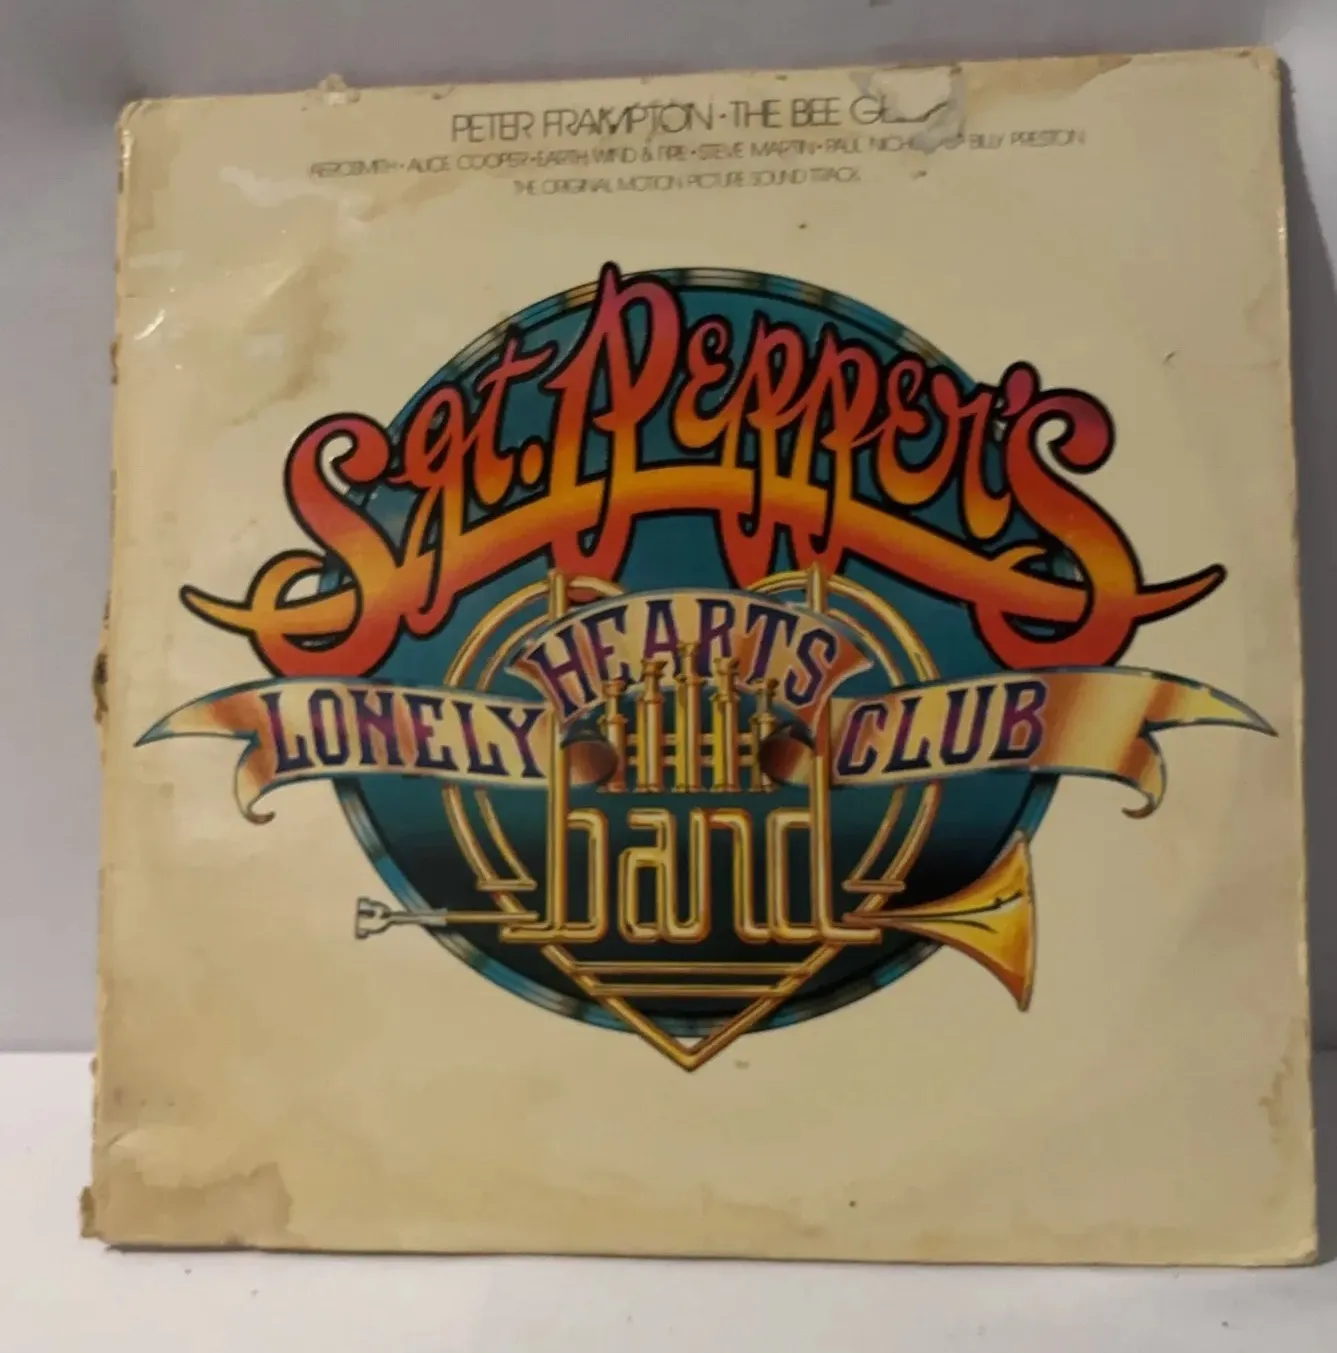 PETER FRAMPTON · THE BEE
AEROSMITH · ALICE COOPER · EARTH, WIND & FIRE · STEVE MARTIN · PAUL BILLY PRESTON
THE ORIGINAL MOTION PICTURE SOUND TRACK
Sgt. Pepper's
LONELY HEARTS CLUB
band